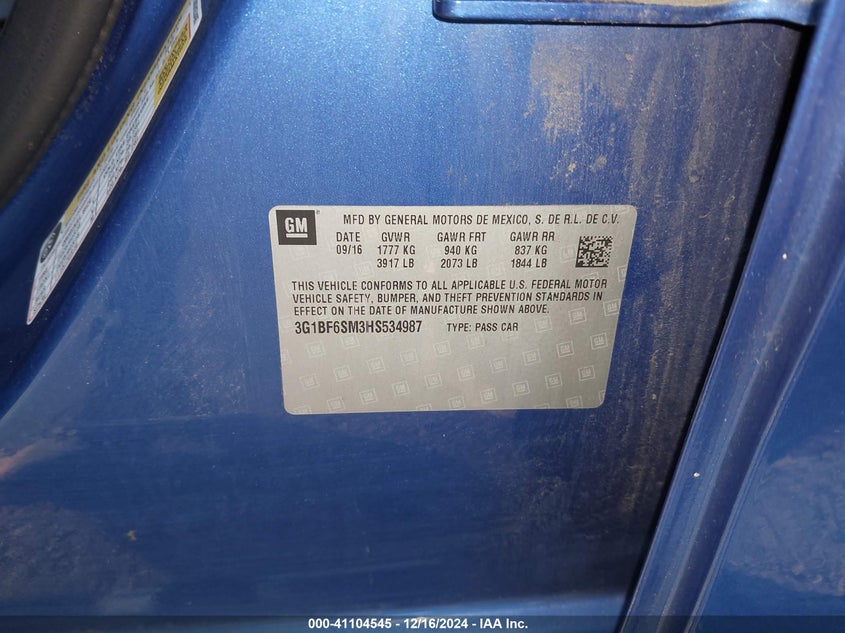 GM MFD BY GENERAL MOTORS DE MEXICO, S. DE R.L. DE C.V.
DATE GVWR GAWR FRT GAWR RR
09/16 1777 KG 940 KG 837 KG
3917 LB 2073 LB 1844 LB
THIS VEHICLE CONFORMS TO ALL APPLICABLE U.S. FEDERAL MOTOR
VEHICLE SAFETY, BUMPER, AND THEFT PREVENTION STANDARDS IN
EFFECT ON THE DATE OF MANUFACTURE SHOWN ABOVE.
3G1BF6SM3HS534987 TYPE: PASS CAR
000-41104545 - 12/16/2024 - IAA Inc.